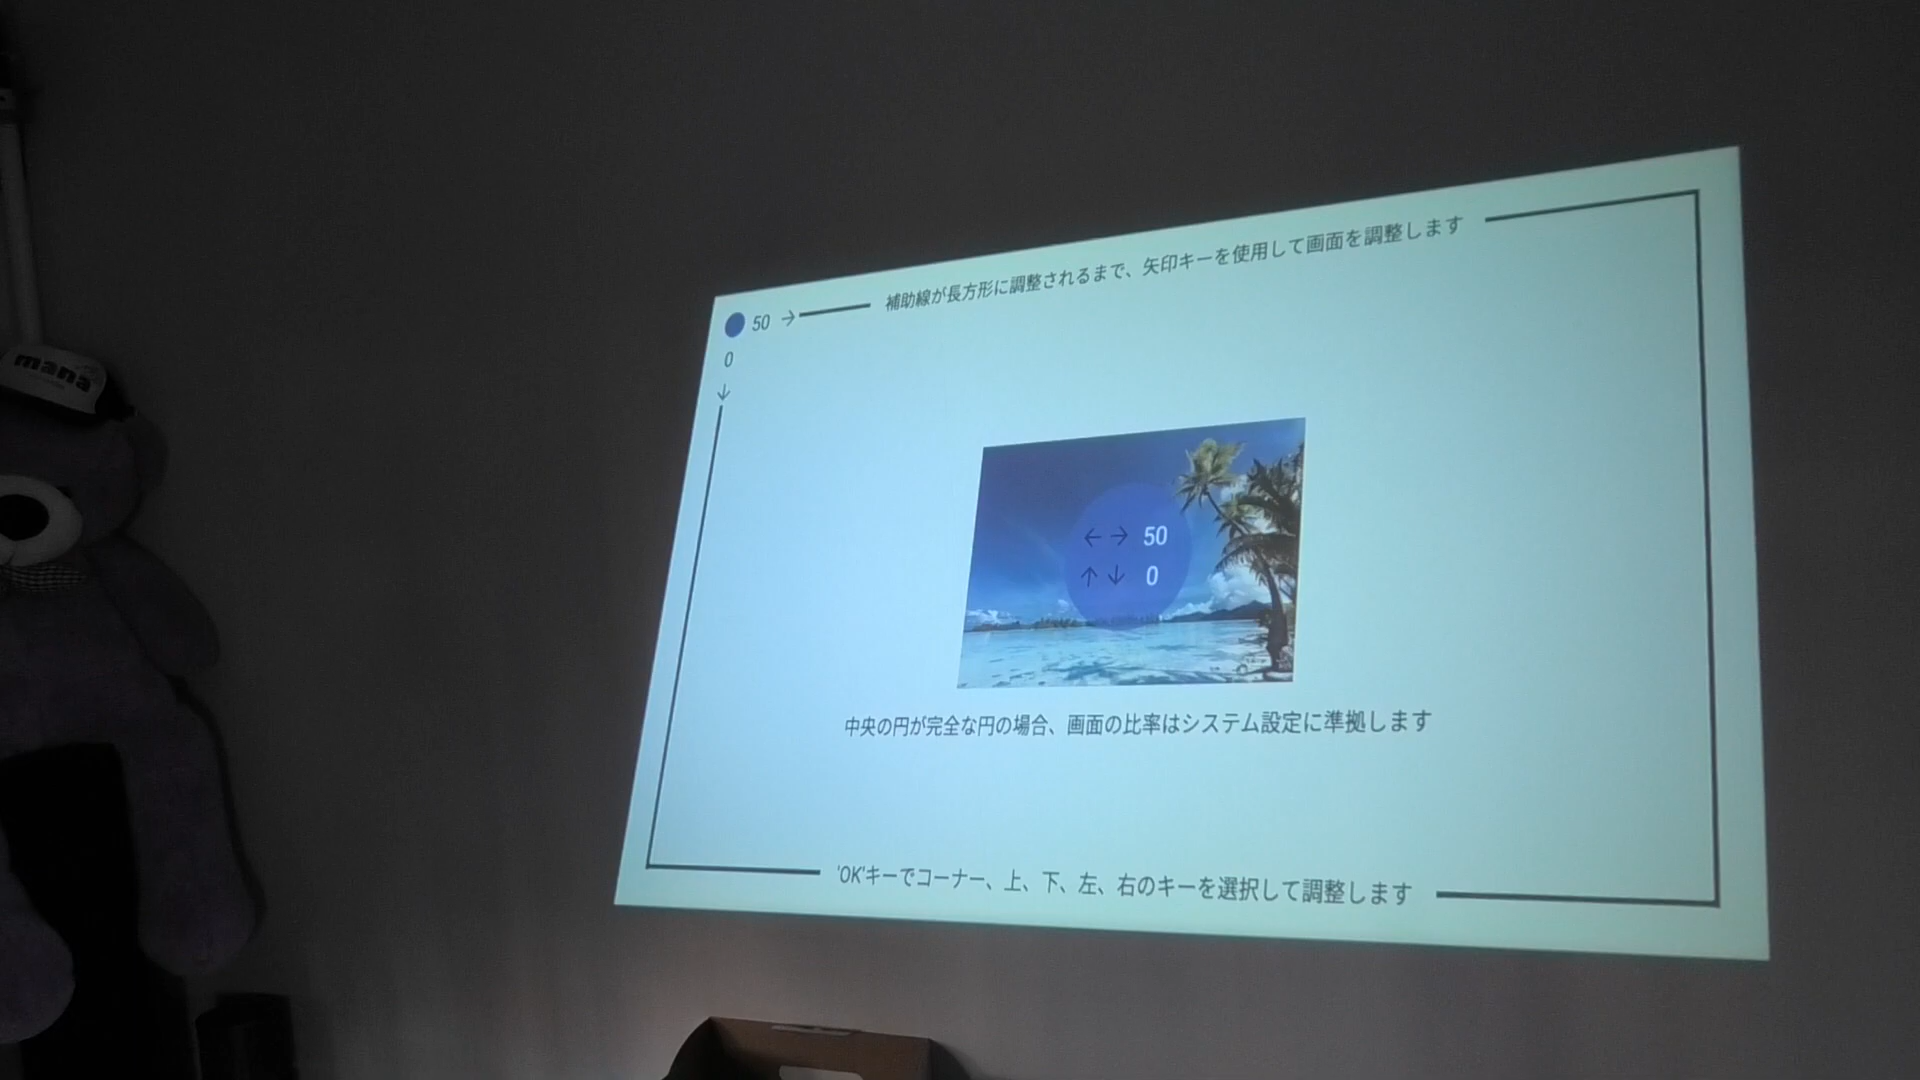 補助線が長方形に調整されるまで、矢印キーを使用して画面を調整します
50 →
0
↓
mana
← → 50
↑ ↓ 0
中央の円が完全な円の場合、画面の比率はシステム設定に準拠します
'OK'キーでコーナー、上、下、左、右のキーを選択して調整します